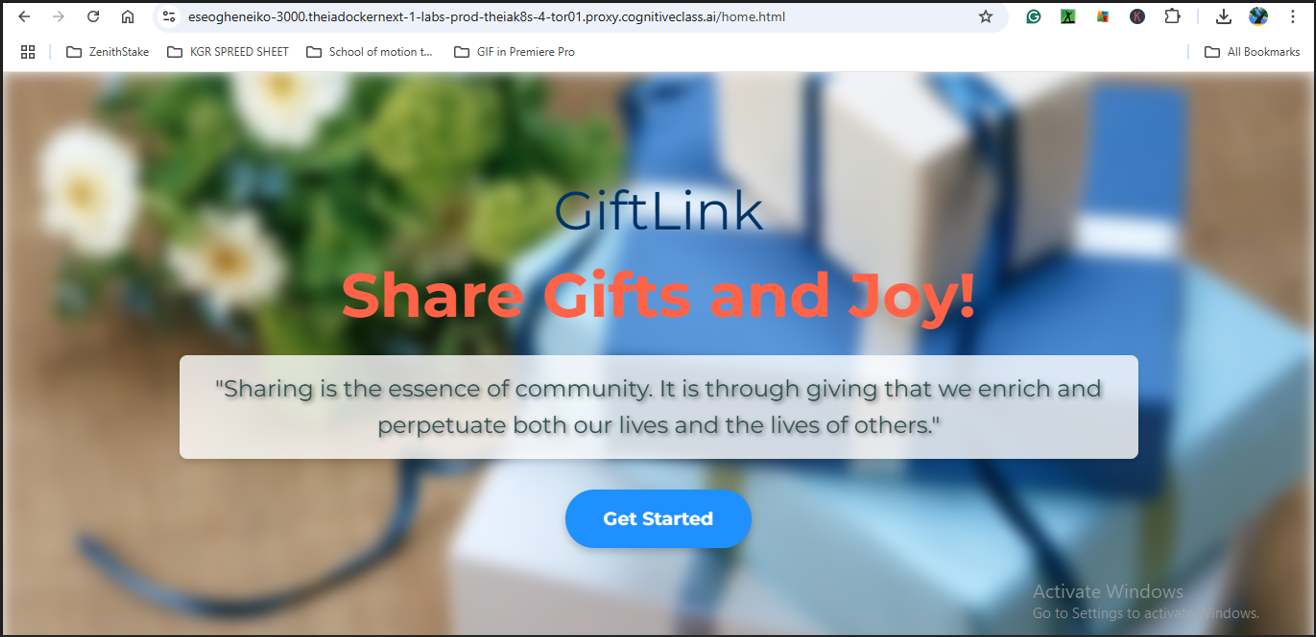 eseogheneiko-3000.theiadockernext-1-labs-prod-theiak8s-4-tor01.proxy.cognitiveclass.ai/home.html
ZenithStake KGR SPREED SHEET School of motion t... GIF in Premiere Pro All Bookmarks
GiftLink
Share Gifts and Joy!
"Sharing is the essence of community. It is through giving that we enrich and
perpetuate both our lives and the lives of others."
Get Started
Activate Windows
Go to Settings to activate Windows.